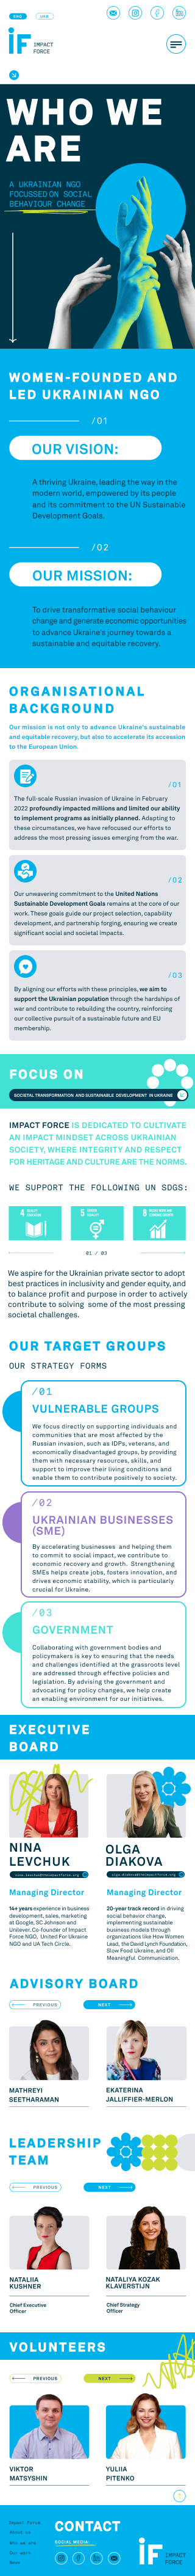 ENG
UKR
iF IMPACT
FORCE
WHO WE
ARE
A UKRAINIAN NGO
FOCUSSED ON SOCIAL
BEHAVIOUR CHANGE
WOMEN-FOUNDED AND
LED UKRAINIAN NGO
/01
OUR VISION:
A thriving Ukraine, leading the way in the
modern world, empowered by its people
and its commitment to the UN Sustainable
Development Goals.
/02
OUR MISSION:
To drive transformative social behaviour
change and generate economic opportunities
to advance Ukraine's journey towards a
sustainable and equitable recovery.
ORGANISATIONAL
BACKGROUND
Our mission is not only to advance Ukraine's sustainable
and equitable recovery, but also to accelerate its accession
to the European Union.
/01
The full-scale Russian invasion of Ukraine in February
2022 profoundly impacted millions and limited our ability
to implement programs as initially planned. Adapting to
these circumstances, we have refocused our efforts to
address the most pressing issues emerging from the war.
/02
Our unwavering commitment to the United Nations
Sustainable Development Goals remains at the core of our
work. These goals guide our project selection, capability
development, and partnership forging, ensuring we create
significant social and societal impacts.
/03
By aligning our efforts with these principles, we aim to
support the Ukrainian population through the hardships of
war and contribute to rebuilding the country, reinforcing
our collective pursuit of a sustainable future and EU
membership.
FOCUS ON
SOCIETAL TRANSFORMATION AND SUSTAINABLE DEVELOPMENT IN UKRAINE
IMPACT FORCE IS DEDICATED TO CULTIVATE
AN IMPACT MINDSET ACROSS UKRAINIAN
SOCIETY, WHERE INTEGRITY AND RESPECT
FOR HERITAGE AND CULTURE ARE THE NORMS.
WE SUPPORT THE FOLLOWING UN SDGS:
4 QUALITY
EDUCATION
5 GENDER
EQUALITY
8 DECENT WORK AND
ECONOMIC GROWTH
01 / 03
We aspire for the Ukrainian private sector to adopt
best practices in inclusivity and gender equality, and
to balance profit and purpose in order to actively
contribute to solving some of the most pressing
societal challenges.
OUR TARGET GROUPS
OUR STRATEGY FORMS
/01
VULNERABLE GROUPS
We focus directly on supporting individuals and
communities that are most affected by the
Russian invasion, such as IDPs, veterans, and
economically disadvantaged groups, by providing
them with necessary resources, skills, and
support to improve their living conditions and
enable them to contribute positively to society.
/02
UKRAINIAN BUSINESSES
(SME)
By accelerating businesses and helping them
to commit to social impact, we contribute to
economic recovery and growth. Strengthening
SMEs helps create jobs, fosters innovation, and
drives economic stability, which is particularly
crucial for Ukraine.
/03
GOVERNMENT
Collaborating with government bodies and
policymakers is key to ensuring that the needs
and challenges identified at the grassroots level
are addressed through effective policies and
legislation. By advising the government and
advocating for policy changes, we help create
an enabling environment for our initiatives.
EXECUTIVE
BOARD
NINA
LEVCHUK
Managing Director
14+ years experience in business
development, sales, marketing
at Google, SC Johnson and
Unilever. Co-Founder of Impact
Force NGO, United For Ukraine
NGO and UA Tech Circle.
OLGA
DIAKOVA
Managing Director
20-year track record in driving
social behaviour change,
implementing sustainable
business models through
organizations like How Women
Lead, the David Lynch Foundation,
Slow Food Ukraine, and OII
Meaningful Communication.
ADVISORY BOARD
PREVIOUS
NEXT
MATHREYI
SEETHARAMAN
EKATERINA
JALLIFFIER-MERLON
LEADERSHIP
TEAM
PREVIOUS
NEXT
NATALIIA
KUSHNER
Chief Executive
Officer
NATALIYA KOZAK
KLAVERSTIJN
Chief Strategy
Officer
VOLUNTEERS
PREVIOUS
NEXT
VIKTOR
MATSYSHIN
YULIIA
PITENKO
Impact Force
About us
Who we are
Our work
News
CONTACT
SOCIAL MEDIA:
iF IMPACT
FORCE